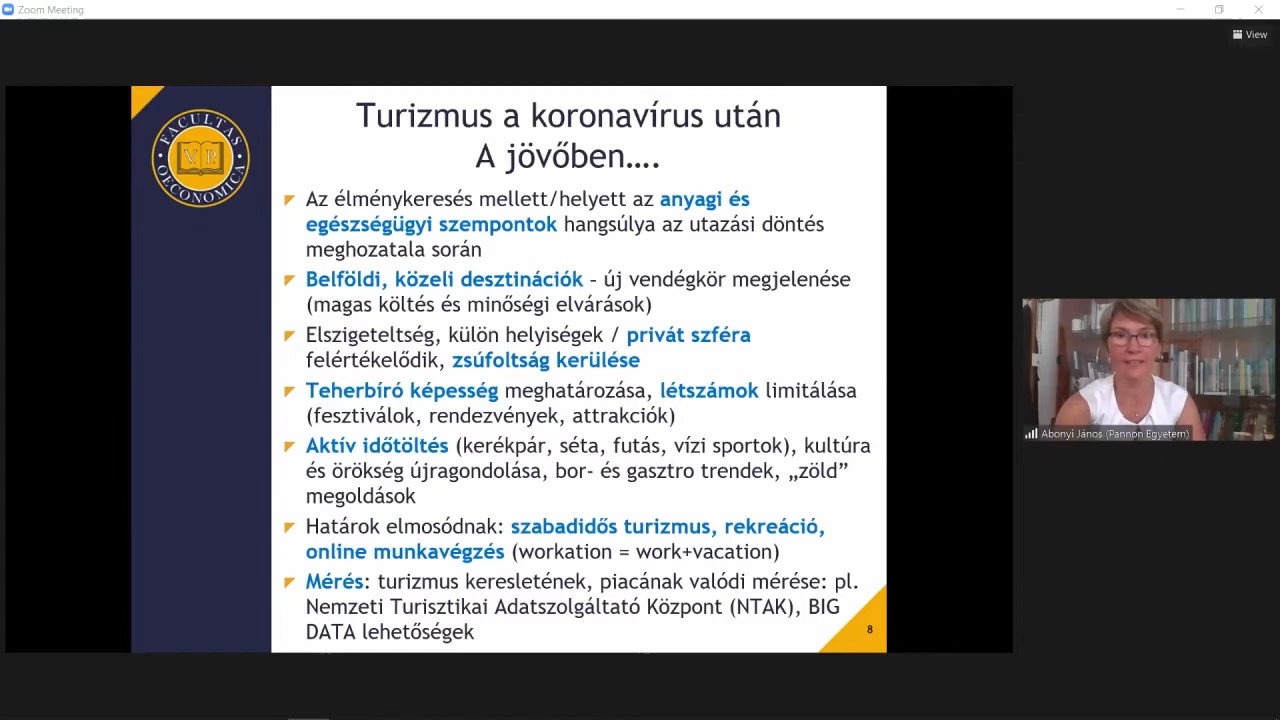 Zoom Meeting
View
FACULTAS
V.P.
OECONOMICA
Turizmus a koronavírus után
A jövőben....
Az élménykeresés mellett/helyett az anyagi és
egészségügyi szempontok hangsúlya az utazási döntés
meghozatala során
Belföldi, közeli desztinációk – új vendégkör megjelenése
(magas költés és minőségi elvárások)
Elszigeteltség, külön helyiségek / privát szféra
felértékelődik, zsúfoltság kerülése
Teherbíró képesség meghatározása, létszámok limitálása
(fesztiválok, rendezvények, attrakciók)
Aktív időtöltés (kerékpár, séta, futás, vízi sportok), kultúra
és örökség újragondolása, bor- és gasztro trendek, „zöld”
megoldások
Határok elmosódnak: szabadidős turizmus, rekreáció,
online munkavégzés (workation = work+vacation)
Mérés: turizmus keresletének, piacának valódi mérése: pl.
Nemzeti Turisztikai Adatszolgáltató Központ (NTAK), BIG
DATA lehetőségek
8
Abonyi János (Pannon Egyetem)